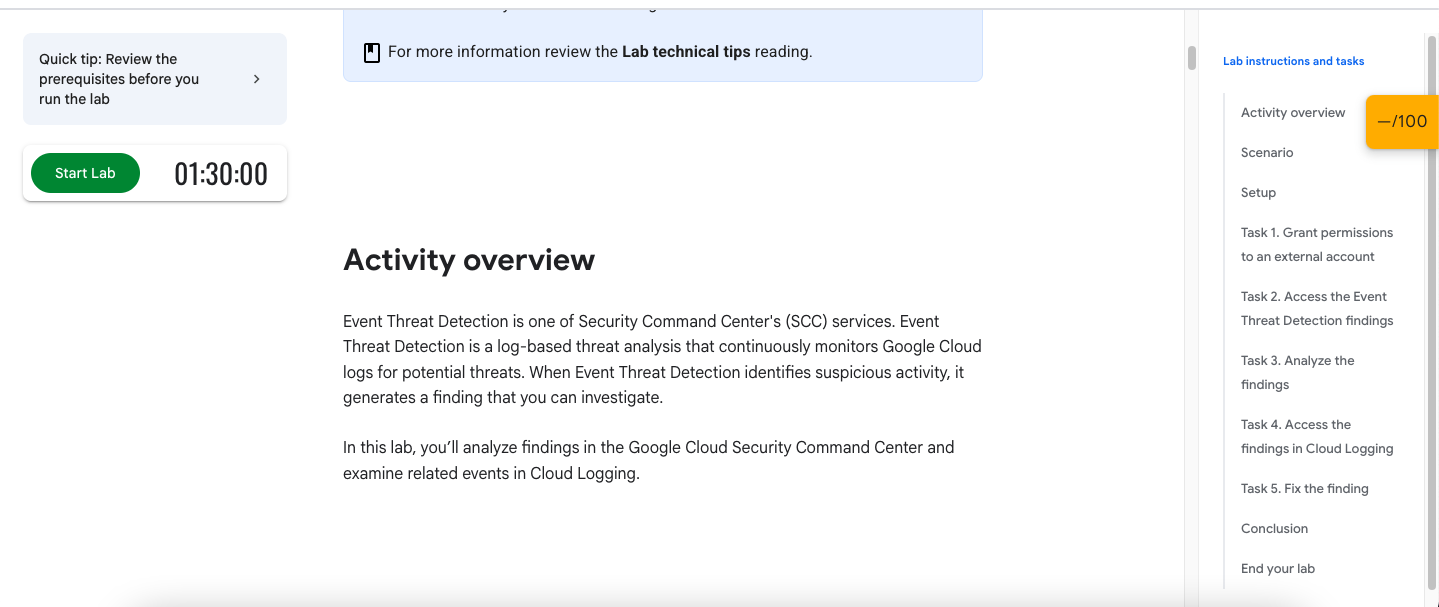 Quick tip: Review the
prerequisites before you
run the lab
Start Lab
01:30:00
For more information review the Lab technical tips reading.
Activity overview
Event Threat Detection is one of Security Command Center's (SCC) services. Event
Threat Detection is a log-based threat analysis that continuously monitors Google Cloud
logs for potential threats. When Event Threat Detection identifies suspicious activity, it
generates a finding that you can investigate.
In this lab, you’ll analyze findings in the Google Cloud Security Command Center and
examine related events in Cloud Logging.
Lab instructions and tasks
Activity overview
—/100
Scenario
Setup
Task 1. Grant permissions
to an external account
Task 2. Access the Event
Threat Detection findings
Task 3. Analyze the
findings
Task 4. Access the
findings in Cloud Logging
Task 5. Fix the finding
Conclusion
End your lab